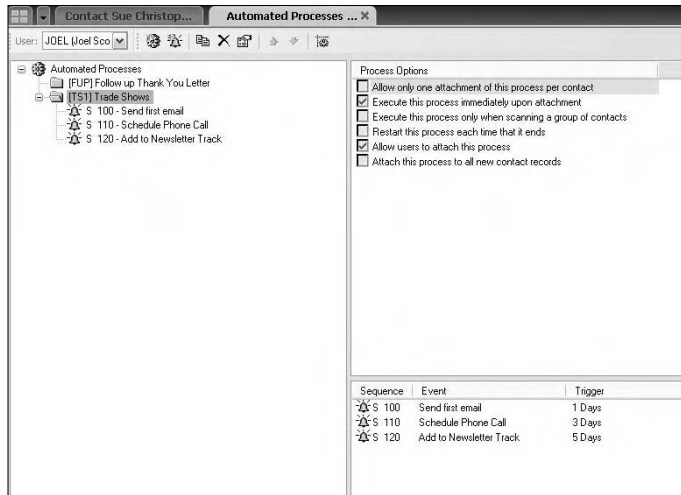 Contact Sue Christop...
Automated Processes ...
User: JOEL (Joel Sco
Automated Processes
[FUP] Follow up Thank You Letter
[TS1] Trade Shows
S 100 - Send first email
S 110 - Schedule Phone Call
S 120 - Add to Newsletter Track
Process Options
Allow only one attachment of this process per contact
Execute this process immediately upon attachment
Execute this process only when scanning a group of contacts
Restart this process each time that it ends
Allow users to attach this process
Attach this process to all new contact records
Sequence Event Trigger
S 100 Send first email 1 Days
S 110 Schedule Phone Call 3 Days
S 120 Add to Newsletter Track 5 Days